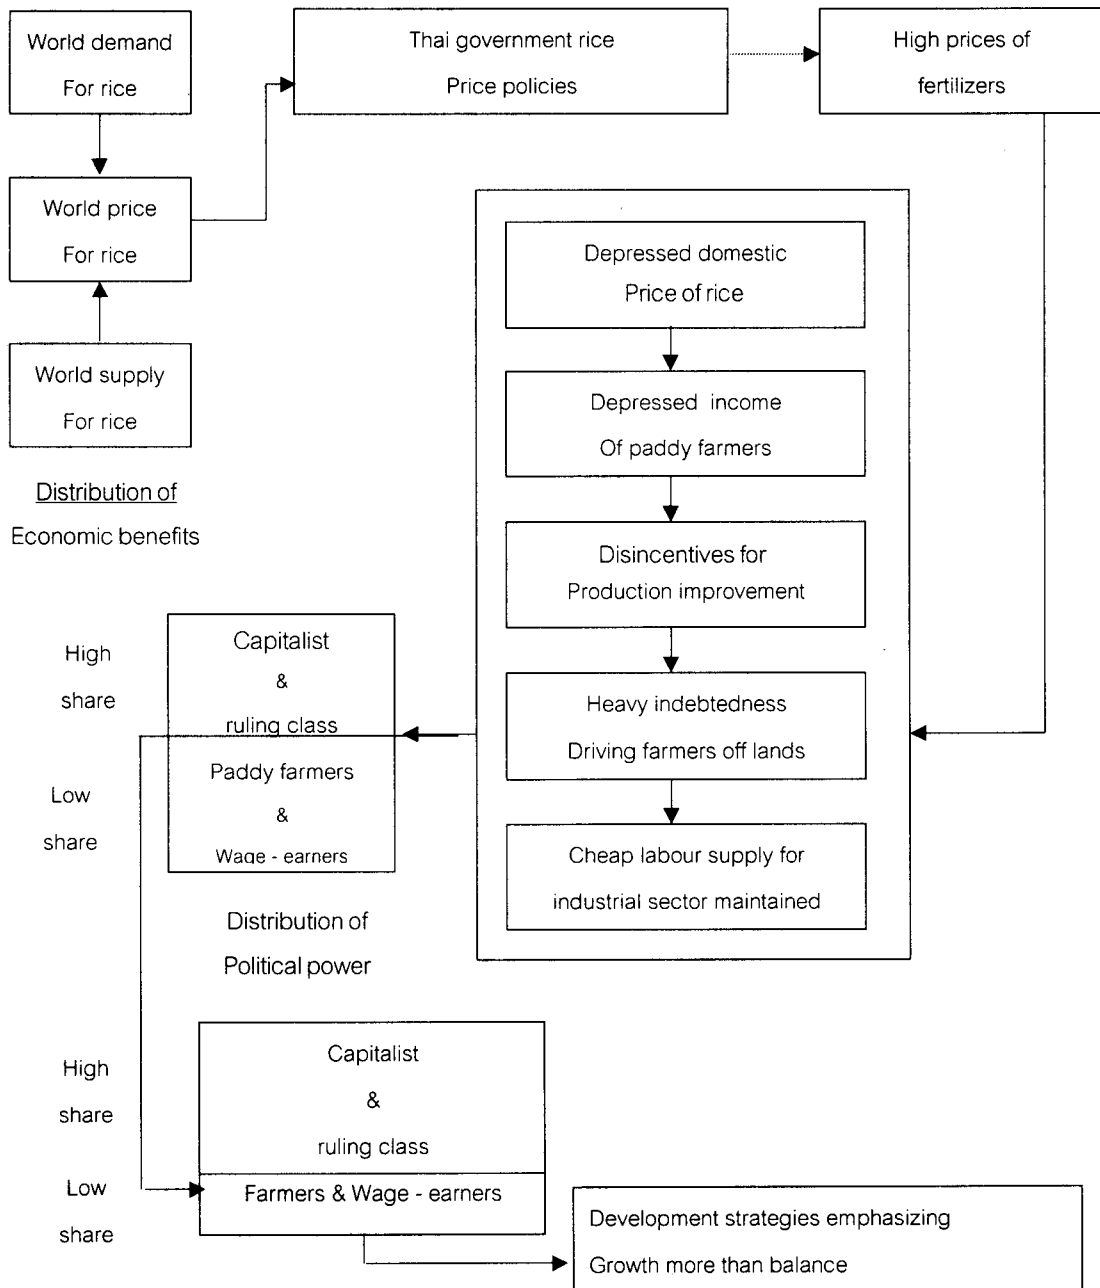 World demand
For rice
Thai government rice
Price policies
High prices of
fertilizers
World price
For rice
World supply
For rice
Depressed domestic
Price of rice
Depressed income
Of paddy farmers
Disincentives for
Production improvement
Heavy indebtedness
Driving farmers off lands
Cheap labour supply for
industrial sector maintained
Distribution of
Economic benefits
High
share
Low
share
Capitalist
&
ruling class
Paddy farmers
&
Wage - earners
Distribution of
Political power
High
share
Low
share
Capitalist
&
ruling class
Farmers & Wage - earners
Development strategies emphasizing
Growth more than balance